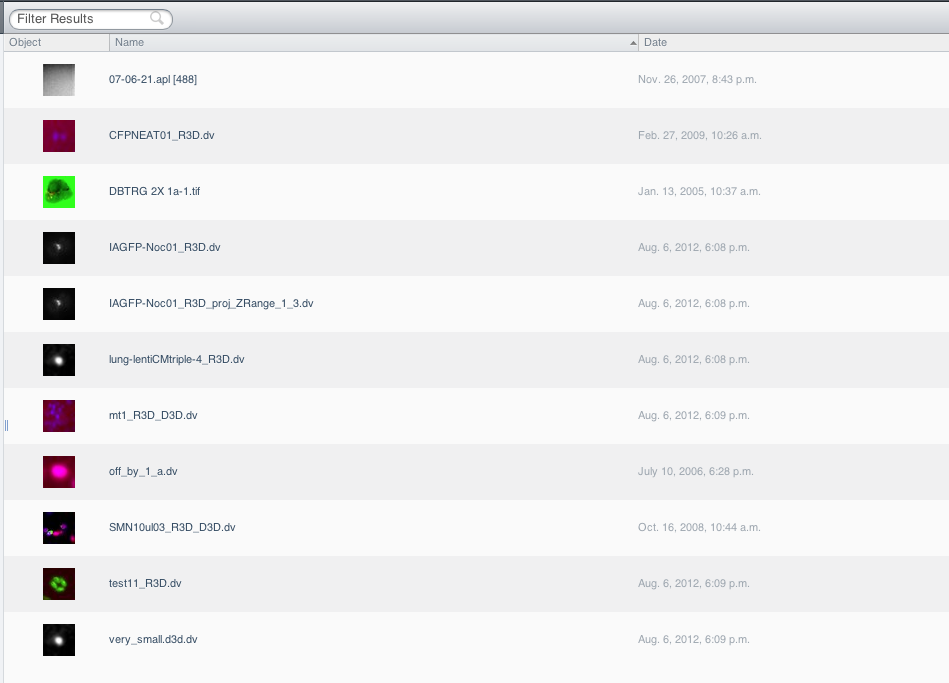 Filter Results
Object Name Date
07-06-21.apl [488] Nov. 26, 2007, 8:43 p.m.
CFPNEAT01_R3D.dv Feb. 27, 2009, 10:26 a.m.
DBTRG 2X 1a-1.tif Jan. 13, 2005, 10:37 a.m.
IAGFP-Noc01_R3D.dv Aug. 6, 2012, 6:08 p.m.
IAGFP-Noc01_R3D_proj_ZRange_1_3.dv Aug. 6, 2012, 6:08 p.m.
lung-lentiCMtriple-4_R3D.dv Aug. 6, 2012, 6:08 p.m.
mt1_R3D_D3D.dv Aug. 6, 2012, 6:09 p.m.
off_by_1_a.dv July 10, 2006, 6:28 p.m.
SMN10ul03_R3D_D3D.dv Oct. 16, 2008, 10:44 a.m.
test11_R3D.dv Aug. 6, 2012, 6:09 p.m.
very_small.d3d.dv Aug. 6, 2012, 6:09 p.m.